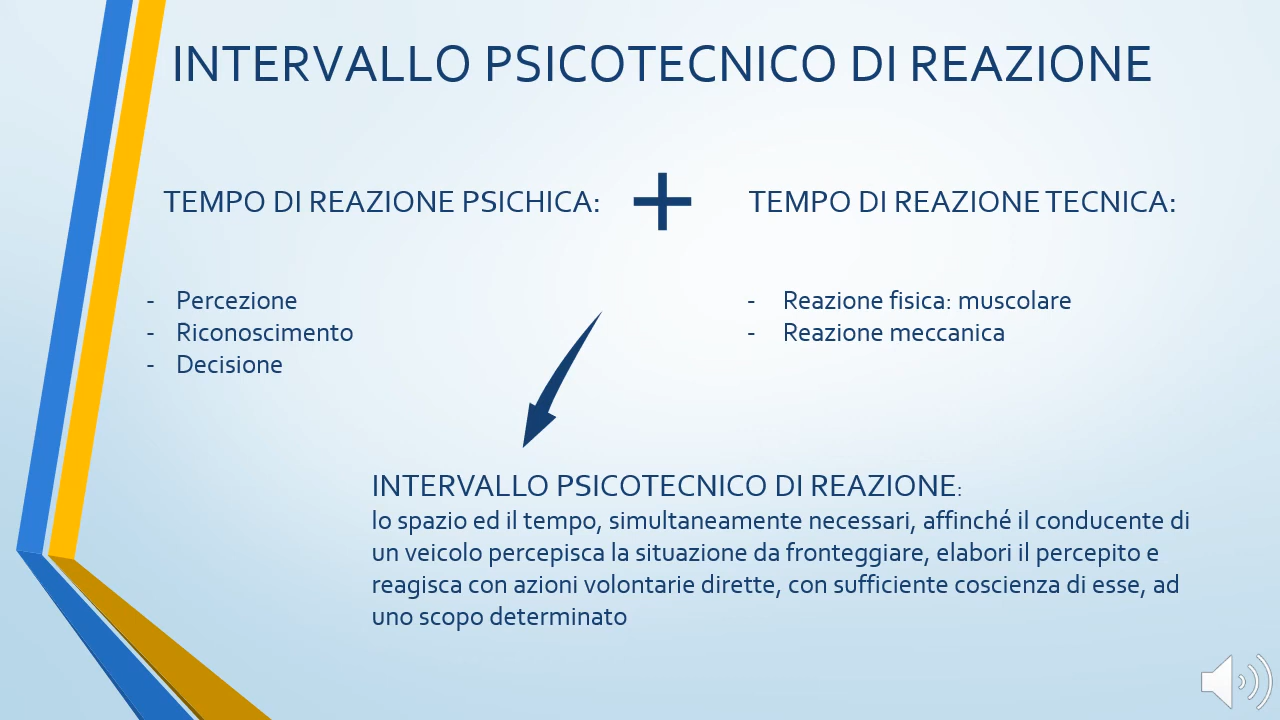 INTERVALLO PSICOTECNICO DI REAZIONE
TEMPO DI REAZIONE PSICHICA:
+
TEMPO DI REAZIONE TECNICA:
- Percezione
- Riconoscimento
- Decisione
- Reazione fisica: muscolare
- Reazione meccanica
INTERVALLO PSICOTECNICO DI REAZIONE:
lo spazio ed il tempo, simultaneamente necessari, affinché il conducente di
un veicolo percepisca la situazione da fronteggiare, elabori il percepito e
reagisca con azioni volontarie dirette, con sufficiente coscienza di esse, ad
uno scopo determinato